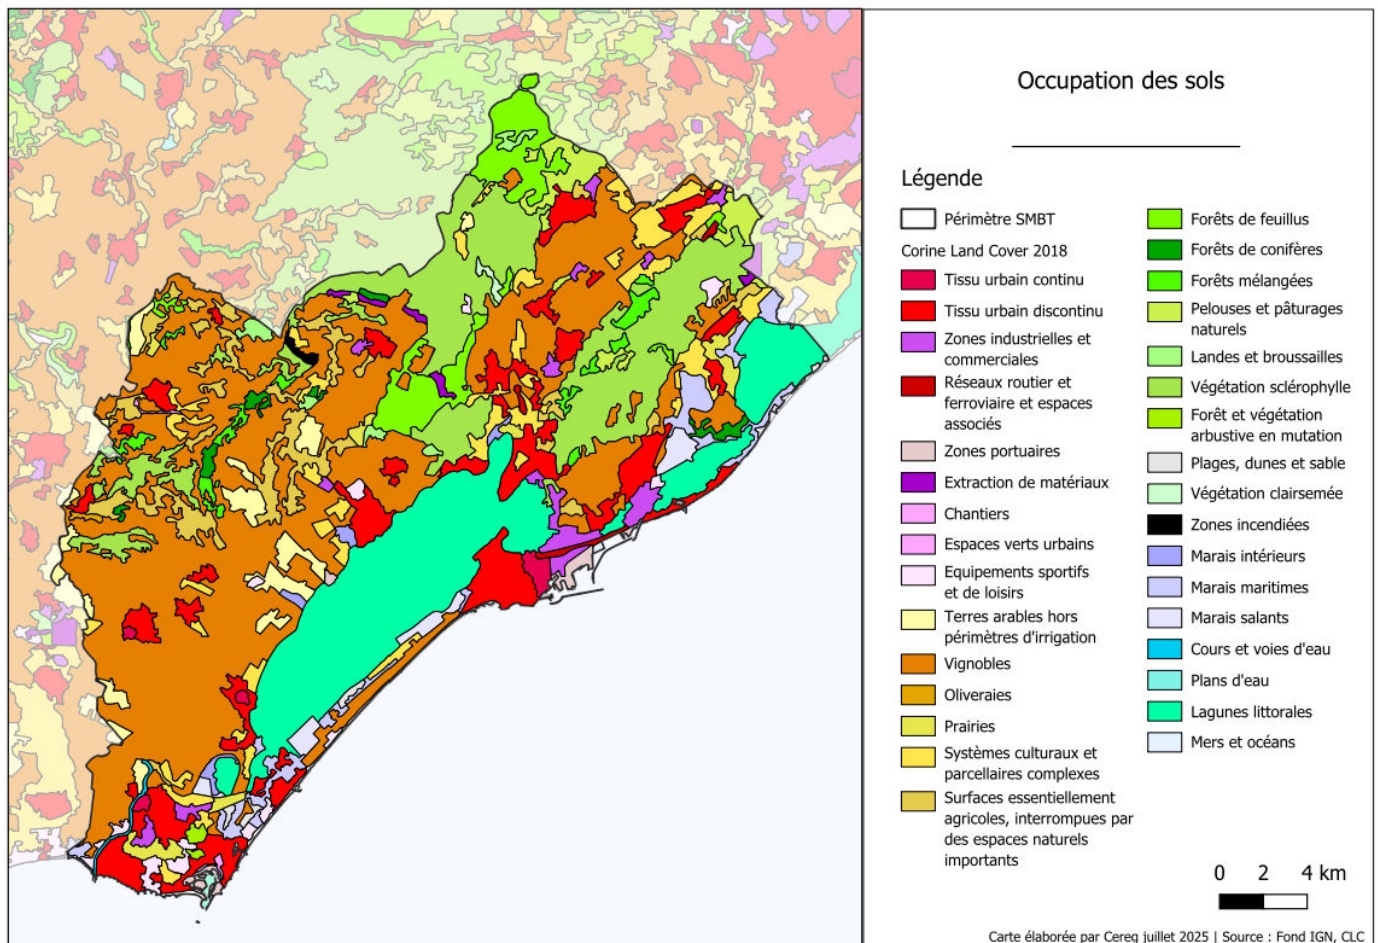 Occupation des sols
Légende
Périmètre SMBT
Corine Land Cover 2018
Tissu urbain continu
Tissu urbain discontinu
Zones industrielles et
commerciales
Réseaux routier et
ferroviaire et espaces
associés
Zones portuaires
Extraction de matériaux
Chantiers
Espaces verts urbains
Equipements sportifs
et de loisirs
Terres arables hors
périmètres d'irrigation
Vignobles
Oliveraies
Prairies
Systèmes culturaux et
parcellaires complexes
Surfaces essentiellement
agricoles, interrompues par
des espaces naturels
importants
Forêts de feuillus
Forêts de conifères
Forêts mélangées
Pelouses et pâturages
naturels
Landes et broussailles
Végétation sclérophylle
Forêt et végétation
arbustive en mutation
Plages, dunes et sable
Végétation clairsemée
Zones incendiées
Marais intérieurs
Marais maritimes
Marais salants
Cours et voies d'eau
Plans d'eau
Lagunes littorales
Mers et océans
0 2 4 km
Carte élaborée par Cereg juillet 2025 | Source : Fond IGN, CLC